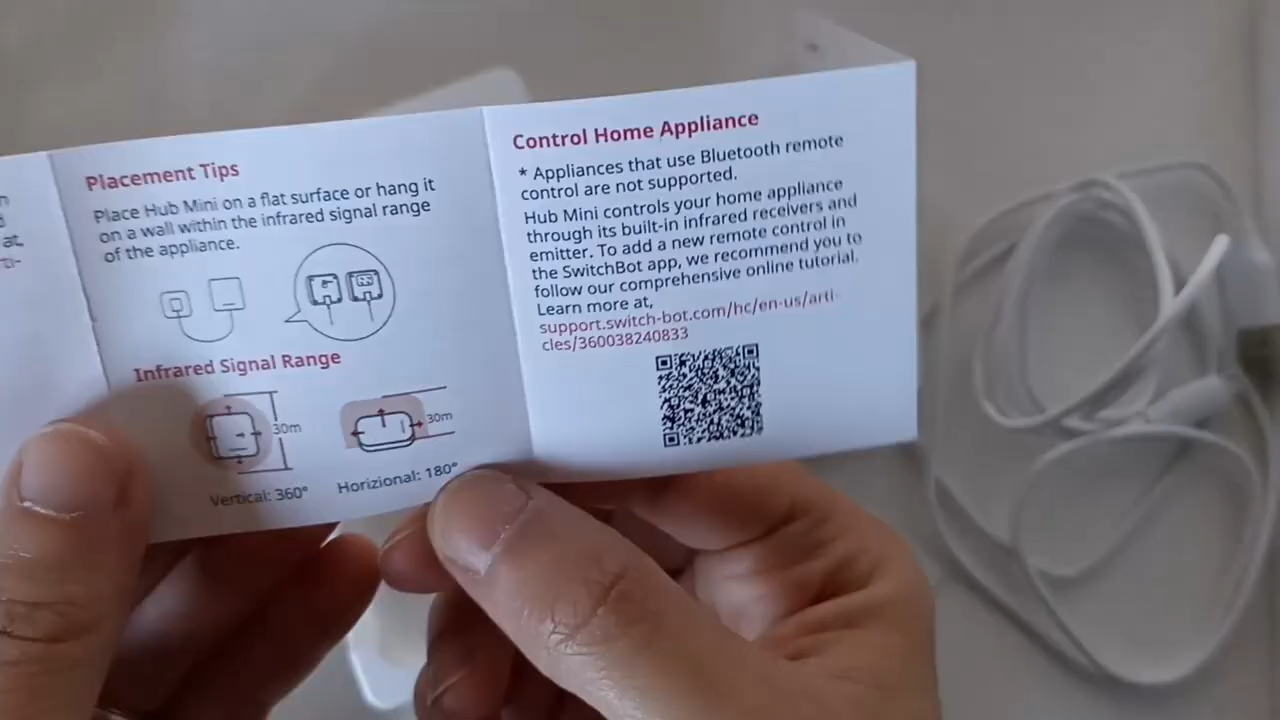 at,
Placement Tips
Place Hub Mini on a flat surface or hang it
on a wall within the infrared signal range
of the appliance.
Infrared Signal Range
30m
30m
Vertical: 360°
Horizional: 180°
Control Home Appliance
* Appliances that use Bluetooth remote
control are not supported.
Hub Mini controls your home appliance
through its built-in infrared receivers and
emitter. To add a new remote control in
the SwitchBot app, we recommend you to
follow our comprehensive online tutorial.
Learn more at,
support.switch-bot.com/hc/en-us/arti-
cles/360038240833